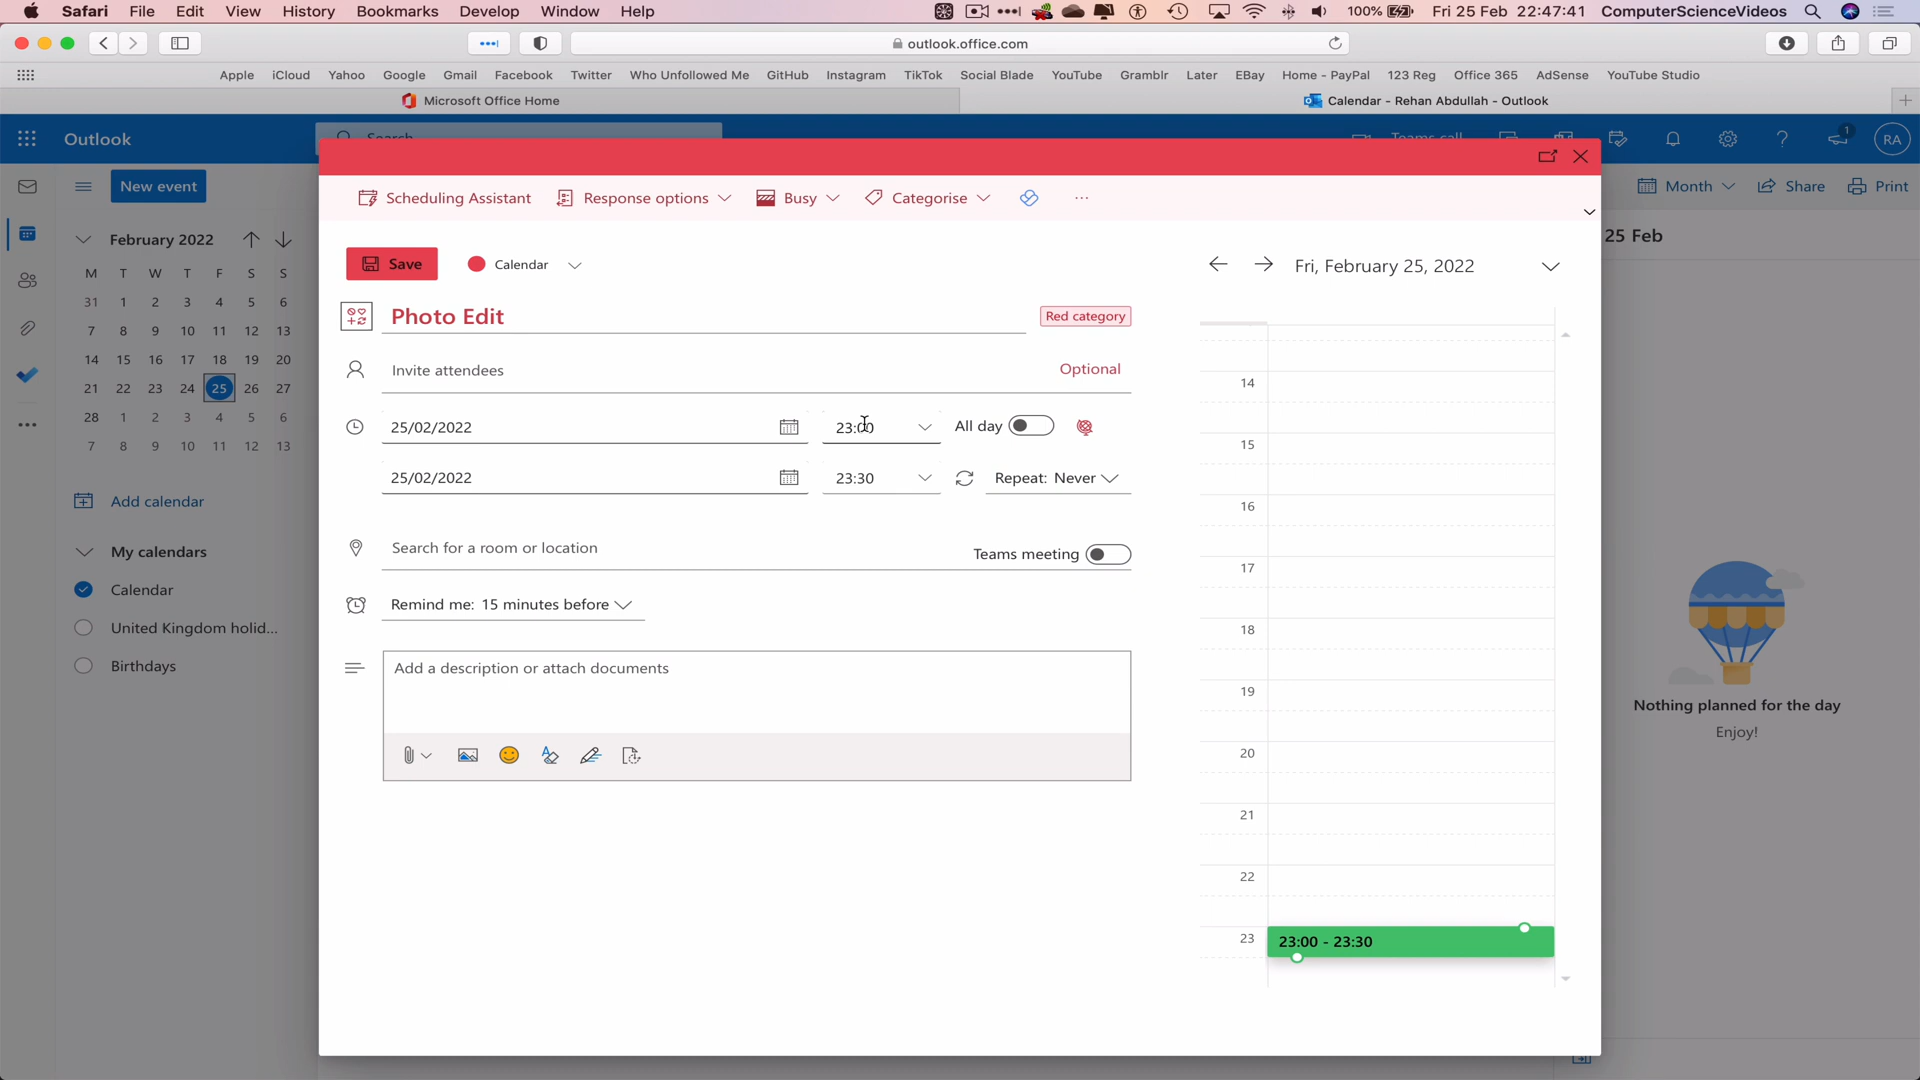 Safari File Edit View History Bookmarks Develop Window Help 100% Fri 25 Feb 22:47:41 ComputerScienceVideos
outlook.office.com
Apple iCloud Yahoo Google Gmail Facebook Twitter Who Unfollowed Me GitHub Instagram TikTok Social Blade YouTube Gramblr Later EBay Home - PayPal 123 Reg Office 365 AdSense YouTube Studio
Microsoft Office Home Calendar - Rehan Abdullah - Outlook
Outlook Search Teams call 1 RA
New event Month Share Print
Scheduling Assistant Response options Busy Categorise ...
February 2022
25 Feb
M T W T F S S
31 1 2 3 4 5 6
7 8 9 10 11 12 13
14 15 16 17 18 19 20
21 22 23 24 25 26 27
28 1 2 3 4 5 6
7 8 9 10 11 12 13
Add calendar
My calendars
Calendar
United Kingdom holid...
Birthdays
Save Calendar
Photo Edit Red category
Invite attendees Optional
25/02/2022 23:00 All day
25/02/2022 23:30 Repeat: Never
Search for a room or location Teams meeting
Remind me: 15 minutes before
Add a description or attach documents
Fri, February 25, 2022
14
15
16
17
18
19
20
21
22
23 23:00 - 23:30
Nothing planned for the day
Enjoy!